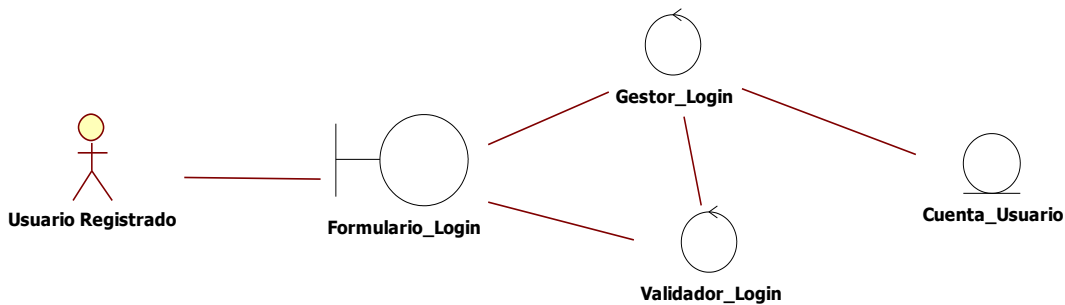 Gestor_Login
Usuario Registrado
Formulario_Login
Cuenta_Usuario
Validador_Login